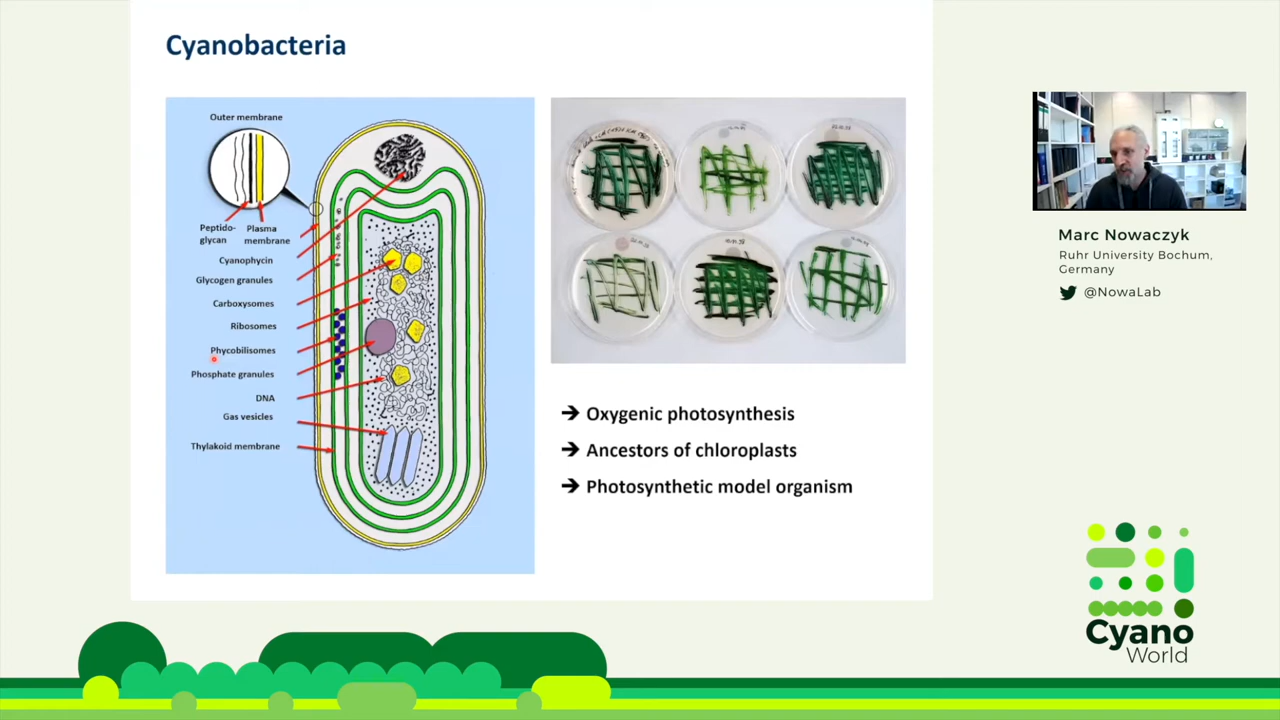 Cyanobacteria
Outer membrane
Peptido-
glycan
Plasma
membrane
Cyanophycin
Glycogen granules
Carboxysomes
Ribosomes
Phycobilisomes
Phosphate granules
DNA
Gas vesicles
Thylakoid membrane
→ Oxygenic photosynthesis
→ Ancestors of chloroplasts
→ Photosynthetic model organism
Marc Nowaczyk
Ruhr University Bochum,
Germany
@NowaLab
Cyano
World